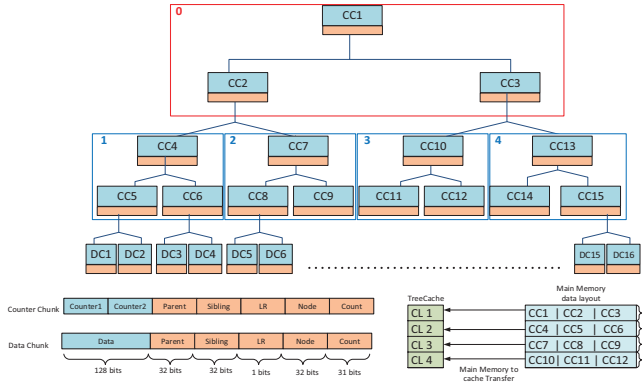 0
CC1
CC2
CC3
1
2
3
4
CC4
CC7
CC10
CC13
CC5
CC6
CC8
CC9
CC11
CC12
CC14
CC15
DC1
DC2
DC3
DC4
DC5
DC6
DC15
DC16
Counter Chunk
Counter1
Counter2
Parent
Sibling
LR
Node
Count
Data Chunk
Data
Parent
Sibling
LR
Node
Count
128 bits
32 bits
32 bits
1 bits
32 bits
31 bits
TreeCache
CL 1
CL 2
CL 3
CL 4
Main Memory to
cache Transfer
Main Memory
data layout
CC1 | CC2 | CC3
CC4 | CC5 | CC6
CC7 | CC8 | CC9
CC10 | CC11 | CC12